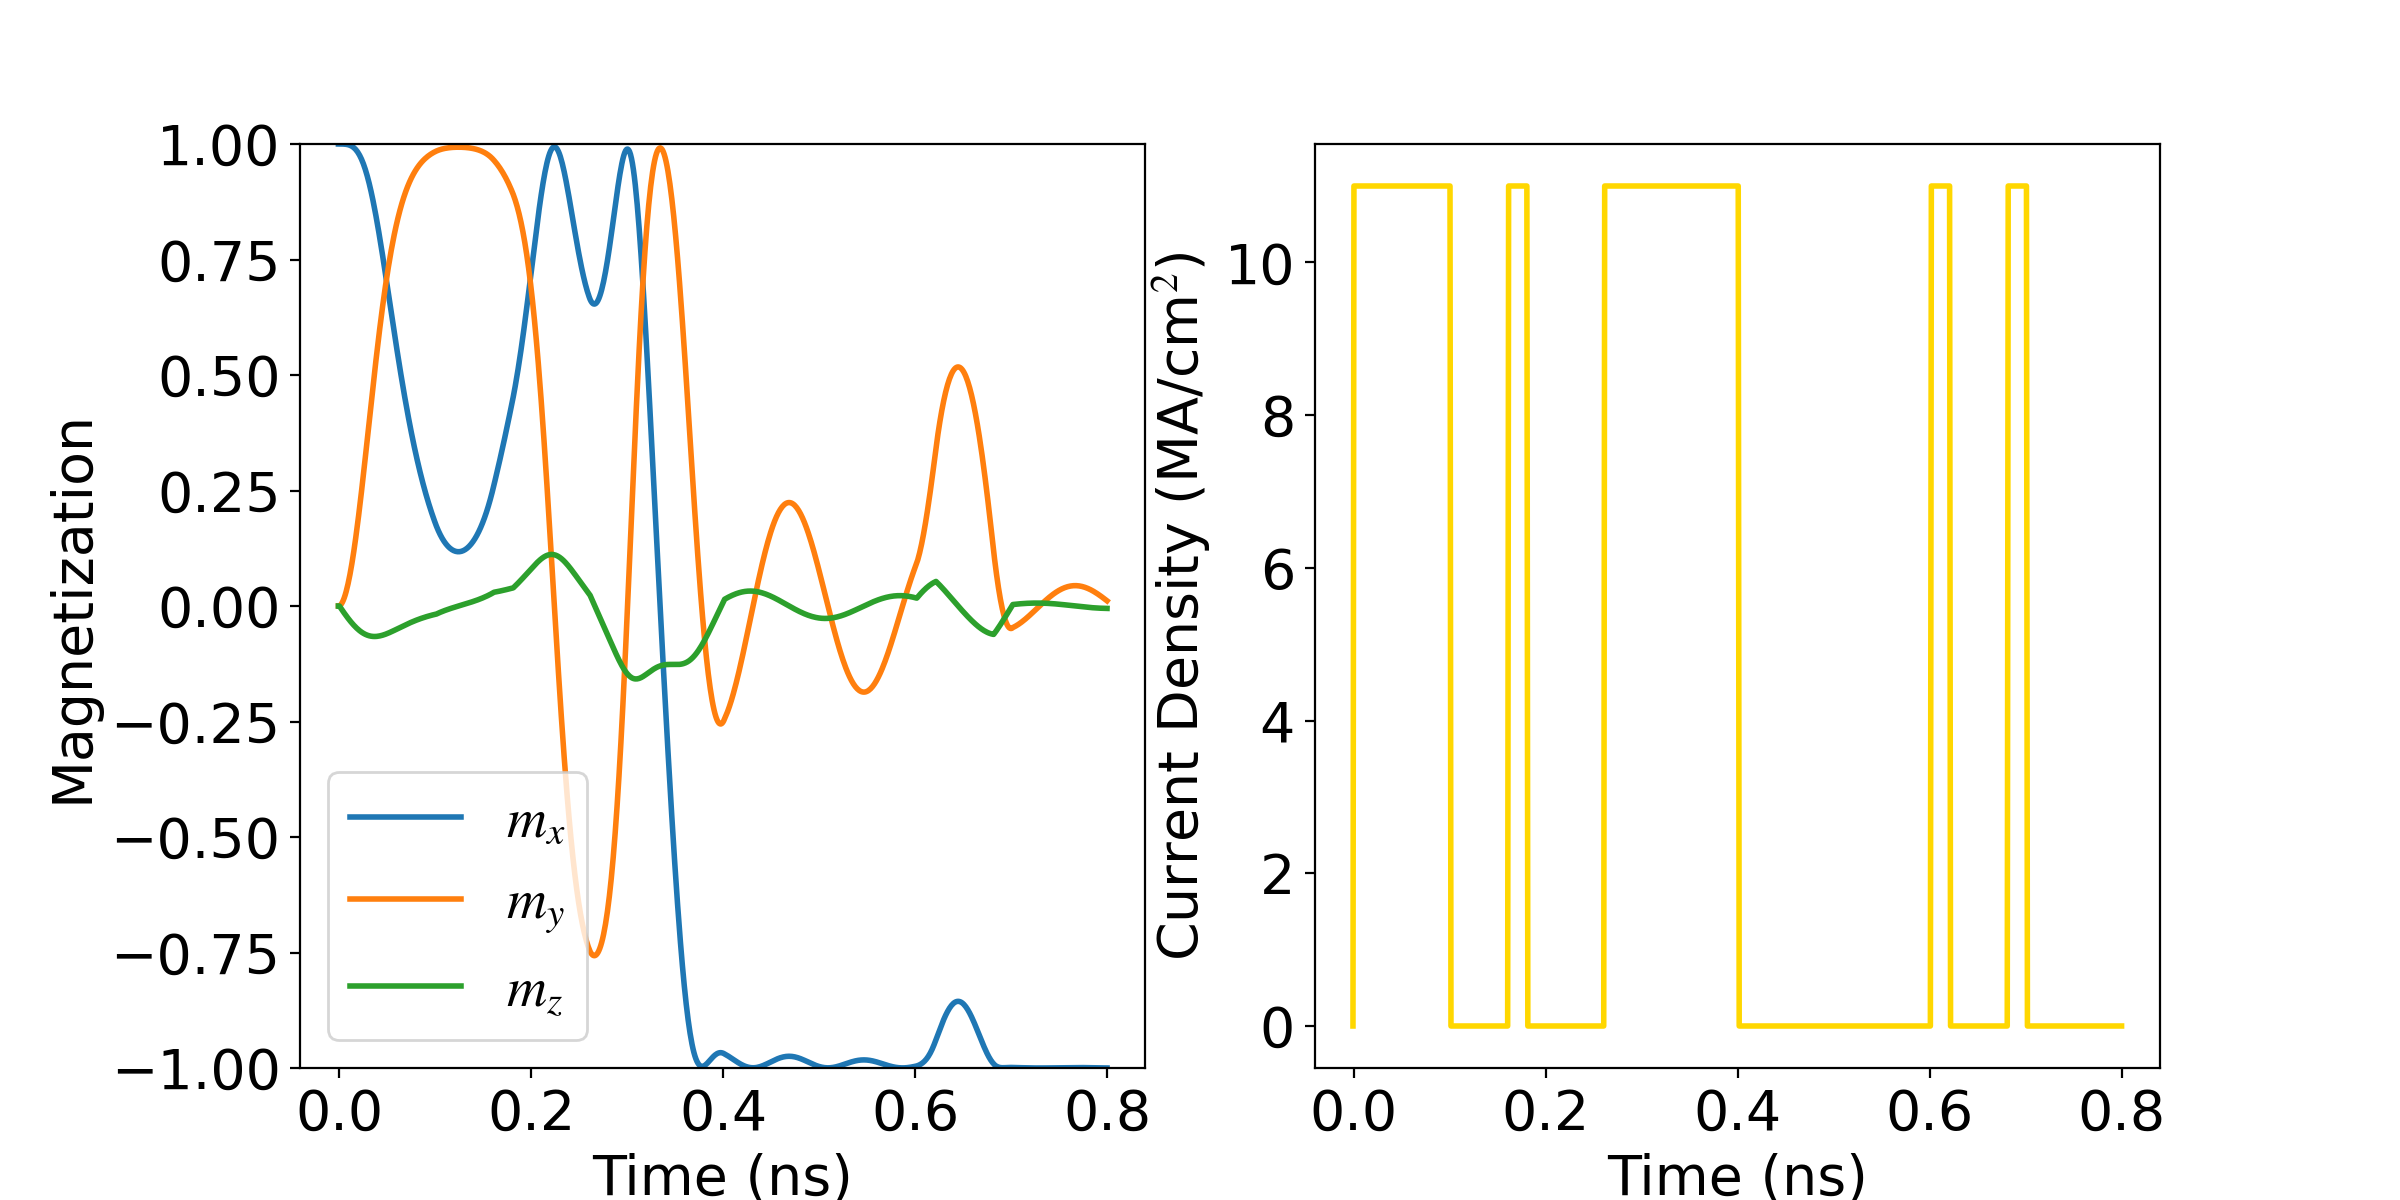 Magnetization
1.00
0.75
0.50
0.25
0.00
−0.25
−0.50
−0.75
−1.00
0.0 0.2 0.4 0.6 0.8
Time (ns)
m_x
m_y
m_z
Current Density (MA/cm²)
10
8
6
4
2
0
0.0 0.2 0.4 0.6 0.8
Time (ns)